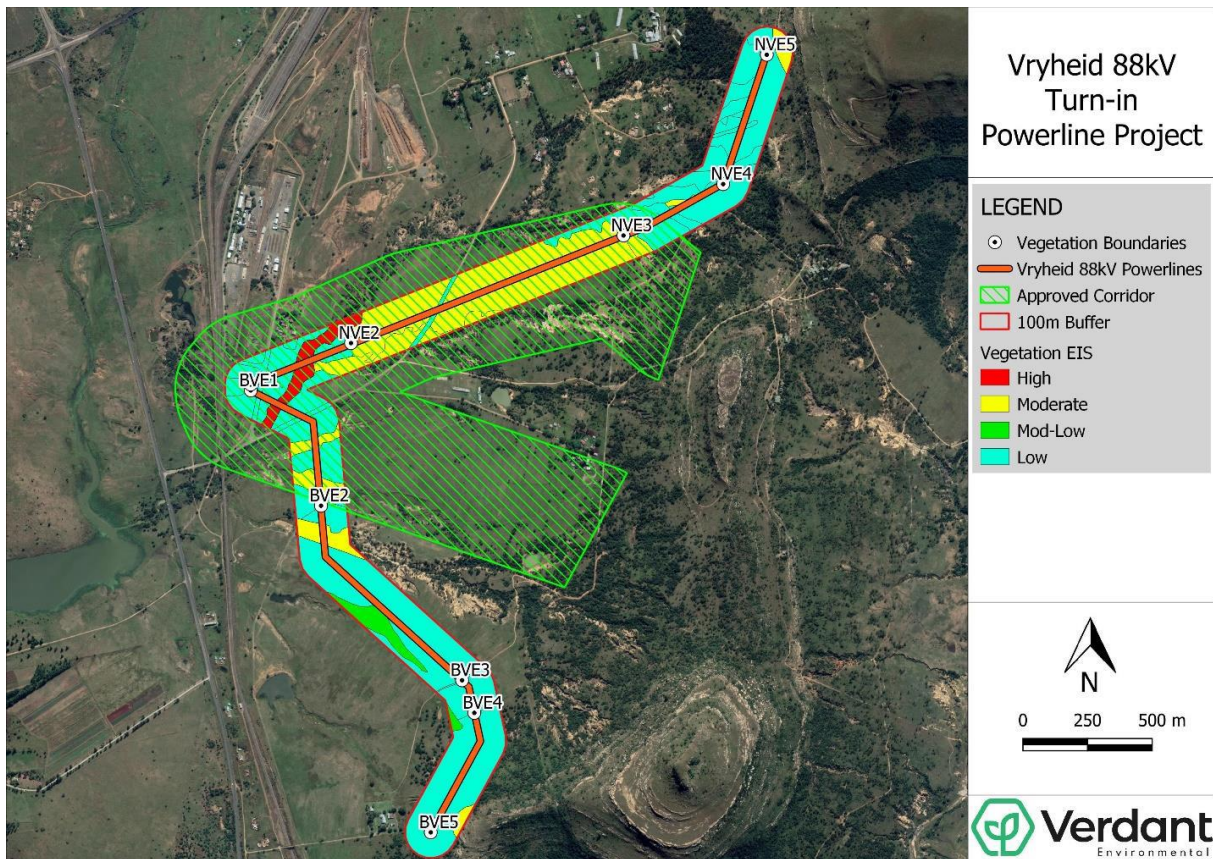 Vryheid 88kV
Turn-in
Powerline Project
LEGEND
Vegetation Boundaries
Vryheid 88kV Powerlines
Approved Corridor
100m Buffer
Vegetation EIS
High
Moderate
Mod-Low
Low
N
0 250 500 m
Verdant
Environmental
NVE5
NVE4
NVE3
NVE2
BVE1
BVE2
BVE3
BVE4
BVE5